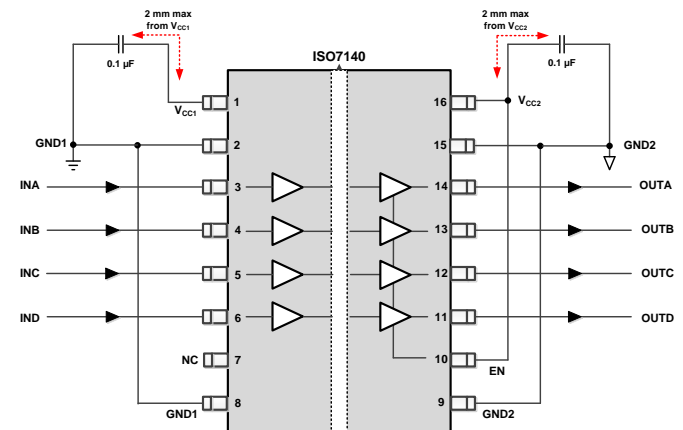 2 mm max
from VCC1
2 mm max
from VCC2
0.1 µF
ISO7140
0.1 µF
VCC1
1
16
VCC2
GND1
2
15
GND2
INA
3
14
OUTA
INB
4
13
OUTB
INC
5
12
OUTC
IND
6
11
OUTD
NC
7
10
EN
GND1
8
9
GND2